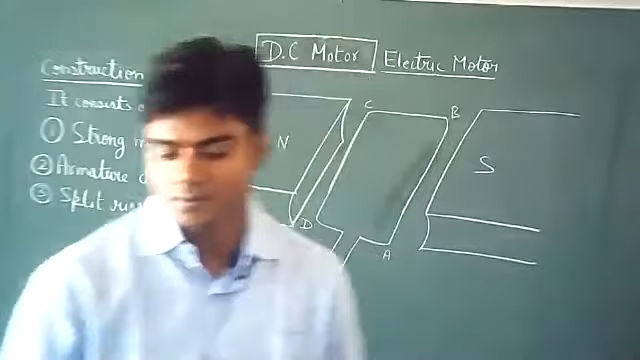 D.C Motor
Electric Motor
Construction
It consists
① Strong
② Armature
③ Split
N
S
C
B
D
A